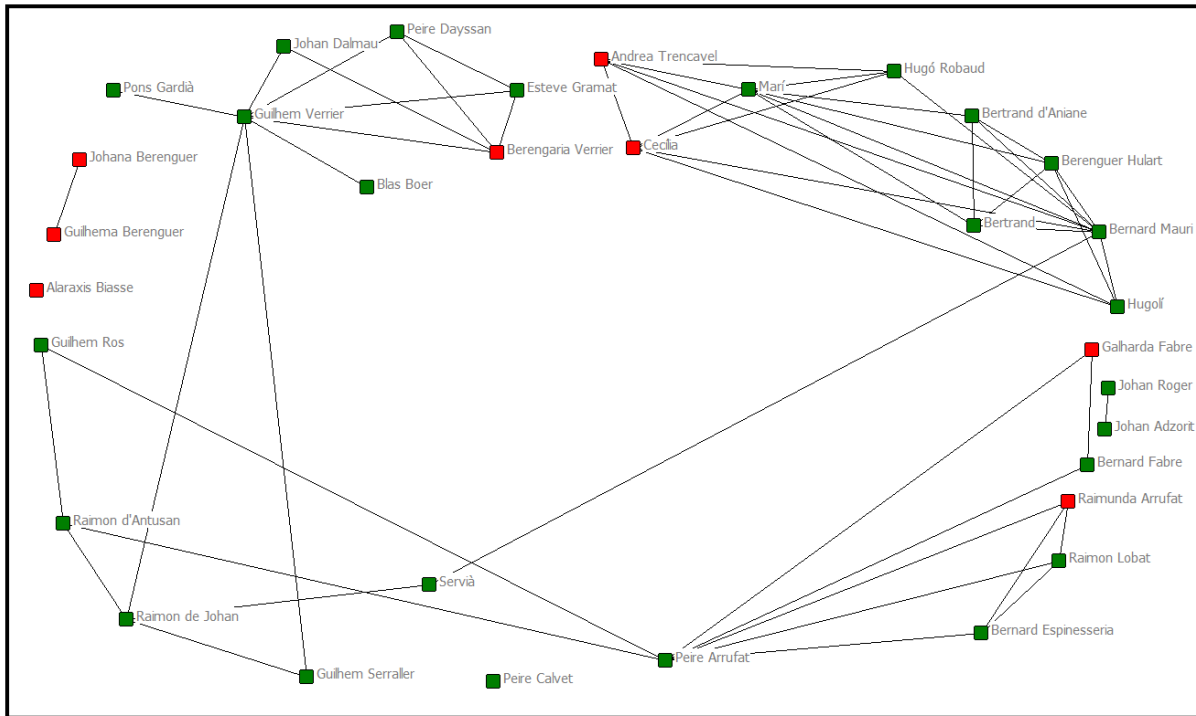 Peire Dayssan
Johan Dalmau
Andrea Trencavel
Hugó Robaud
Pons Gardià
Esteve Gramat
Marí
Guilhem Verrier
Bertrand d'Aniane
Johana Berenguer
Berengaria Verrier
Cecília
Berenguer Hulart
Blas Boer
Guilhema Berenguer
Bertrand
Bernard Mauri
Alaraxis Biasse
Hugolí
Guilhem Ros
Galharda Fabre
Johan Roger
Johan Adzorit
Bernard Fabre
Raimunda Arrufat
Raimon d'Antusan
Raimon Lobat
Servià
Raimon de Johan
Bernard Espinesseria
Peire Arrufat
Guilhem Serraller
Peire Calvet